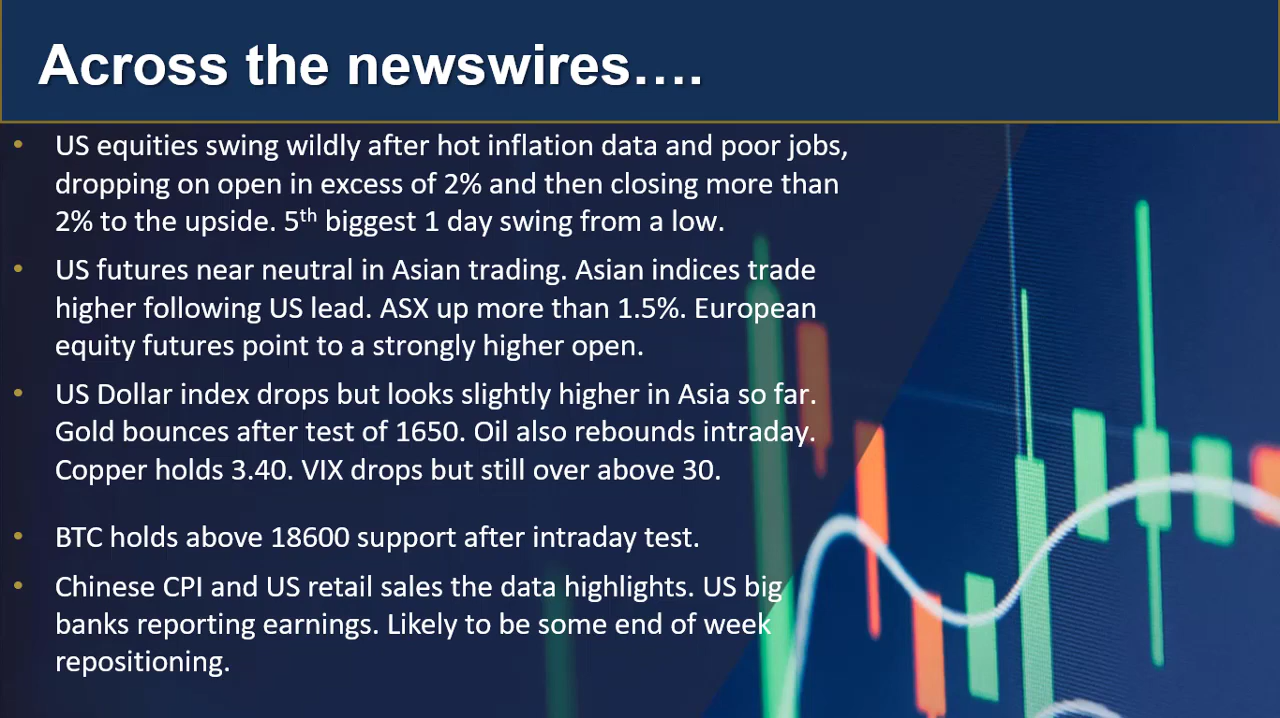 Across the newswires….
• US equities swing wildly after hot inflation data and poor jobs,
dropping on open in excess of 2% and then closing more than
2% to the upside. 5th biggest 1 day swing from a low.
• US futures near neutral in Asian trading. Asian indices trade
higher following US lead. ASX up more than 1.5%. European
equity futures point to a strongly higher open.
• US Dollar index drops but looks slightly higher in Asia so far.
Gold bounces after test of 1650. Oil also rebounds intraday.
Copper holds 3.40. VIX drops but still over above 30.
• BTC holds above 18600 support after intraday test.
• Chinese CPI and US retail sales the data highlights. US big
banks reporting earnings. Likely to be some end of week
repositioning.